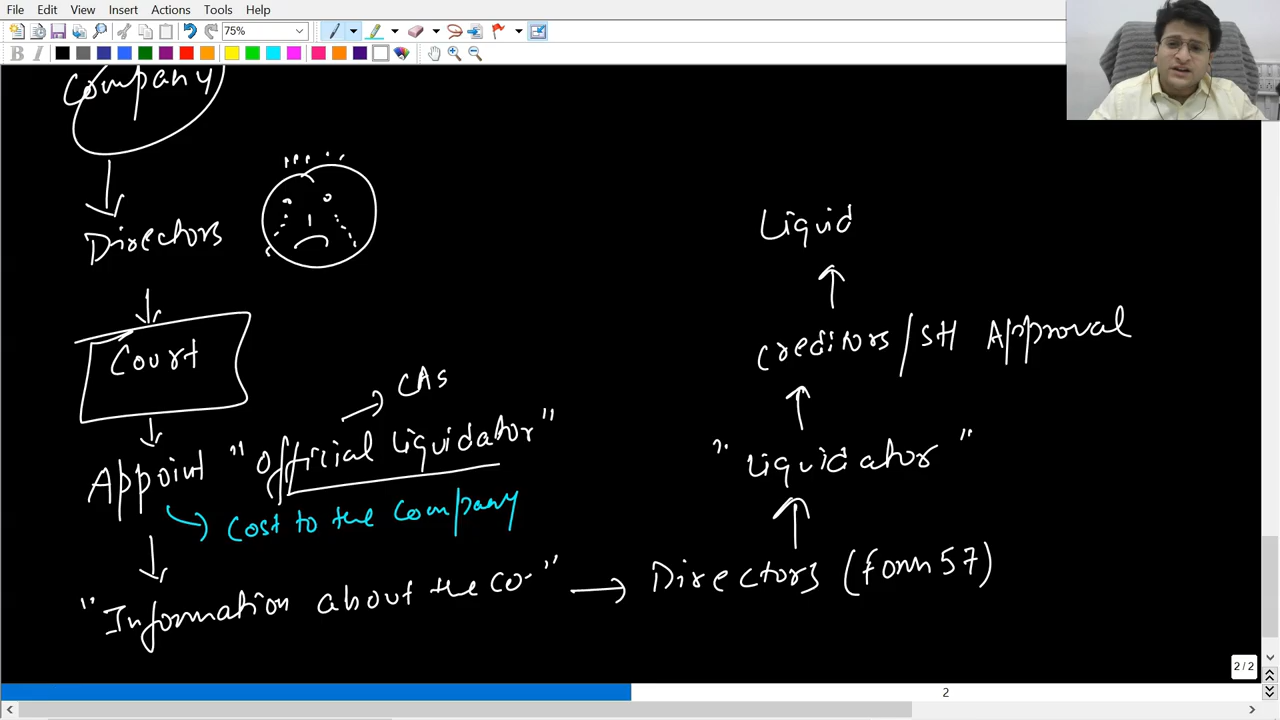 File Edit View Insert Actions Tools Help
75%
B I
Company
Directors
Court
CAs
Appoint "Official Liquidator"
Cost to the Company
"Information about the Co-"
Directors (Form 57)
"Liquidator"
Creditors/SH Approval
Liquid
2 / 2
2